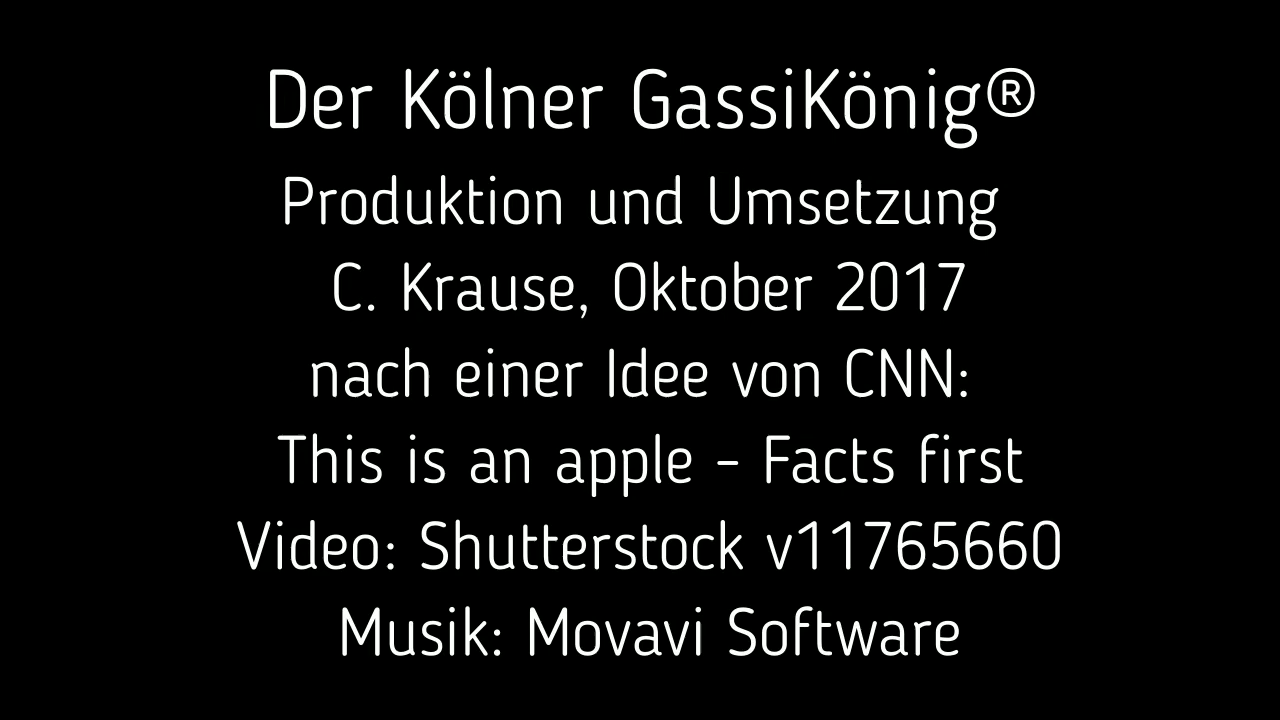 Der Kölner GassiKönig®
Produktion und Umsetzung
C. Krause, Oktober 2017
nach einer Idee von CNN:
This is an apple - Facts first
Video: Shutterstock v11765660
Musik: Movavi Software